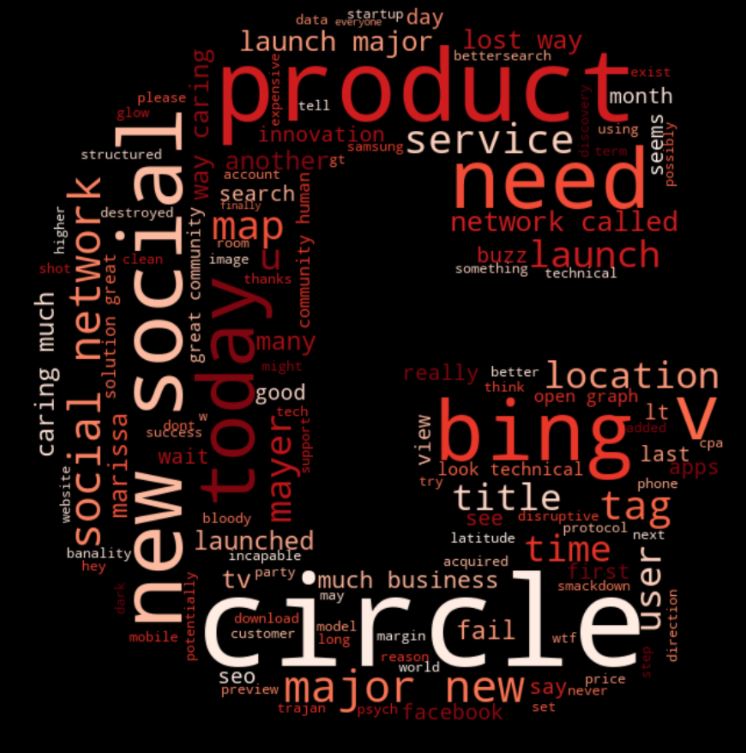 startup
data
everyone
day
launch major
lost way
bettersearch
product
exist
expensive
way caring
please
glow
tell
month
discovery
innovation
samsung
service
using
seems
possibly
structured
another
gt
term
new social
account
need
search
human
finally
destroyed
higher
social network
map
network called
room
great community
community
u
buzz
launch
image
clean
shot
something
technical
thanks
solution great
caring much
today
many
might
really
better
location
think
good
open graph
lt
v
added
cpa
view
bing
tech
w
dont
success
marissa
mayer
support
wait
last
look technical
apps
try
phone
website
title
tag
bloody
see
disruptive
protocol
launched
latitude
next
time
banality
incapable
hey
acquired
first
user
tv
party
much business
smackdown
dark
potentially
may
circle
download
model
customer
long
margin
fail
wtf
direction
mobile
reason
world
step
seo
preview
major new
say
never
price
trajan
psych
facebook
set